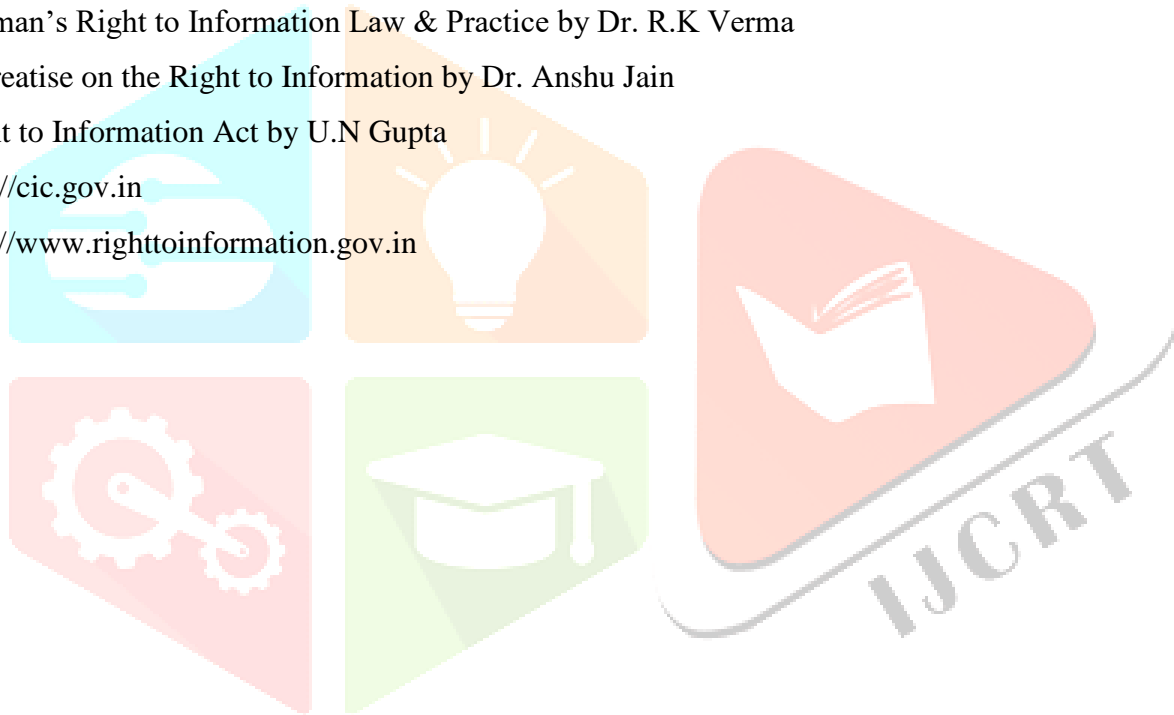 man’s Right to Information Law & Practice by Dr. R.K Verma
reatise on the Right to Information by Dr. Anshu Jain
t to Information Act by U.N Gupta
//cic.gov.in
//www.righttoinformation.gov.in
IJCRT